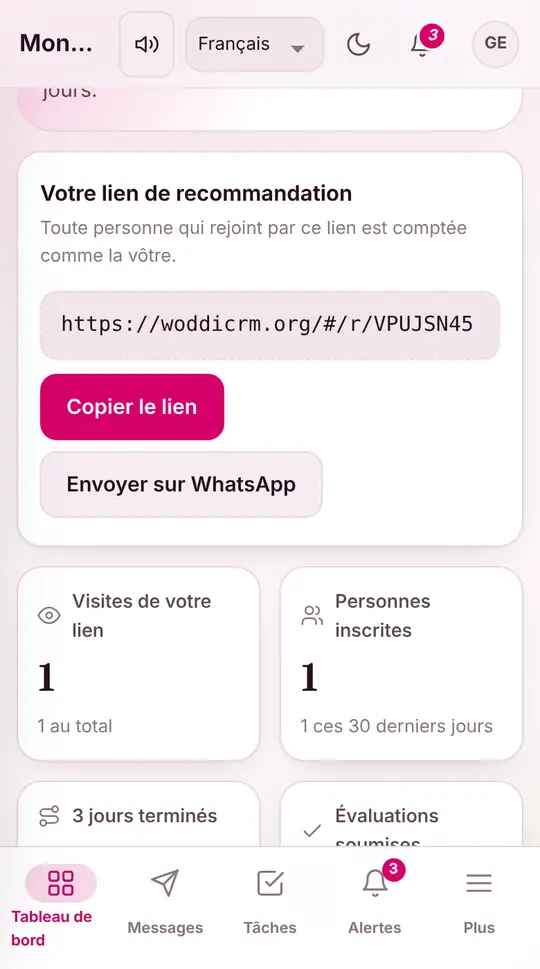 Mon...
Français
3
GE
jours.
Votre lien de recommandation
Toute personne qui rejoint par ce lien est comptée
comme la vôtre.
https://woddicrm.org/#/r/VPUJSN45
Copier le lien
Envoyer sur WhatsApp
Visites de votre
lien
1
1 au total
Personnes
inscrites
1
1 ces 30 derniers jours
3 jours terminés
Évaluations
soumises
Tableau de
bord
Messages
Tâches
3
Alertes
Plus